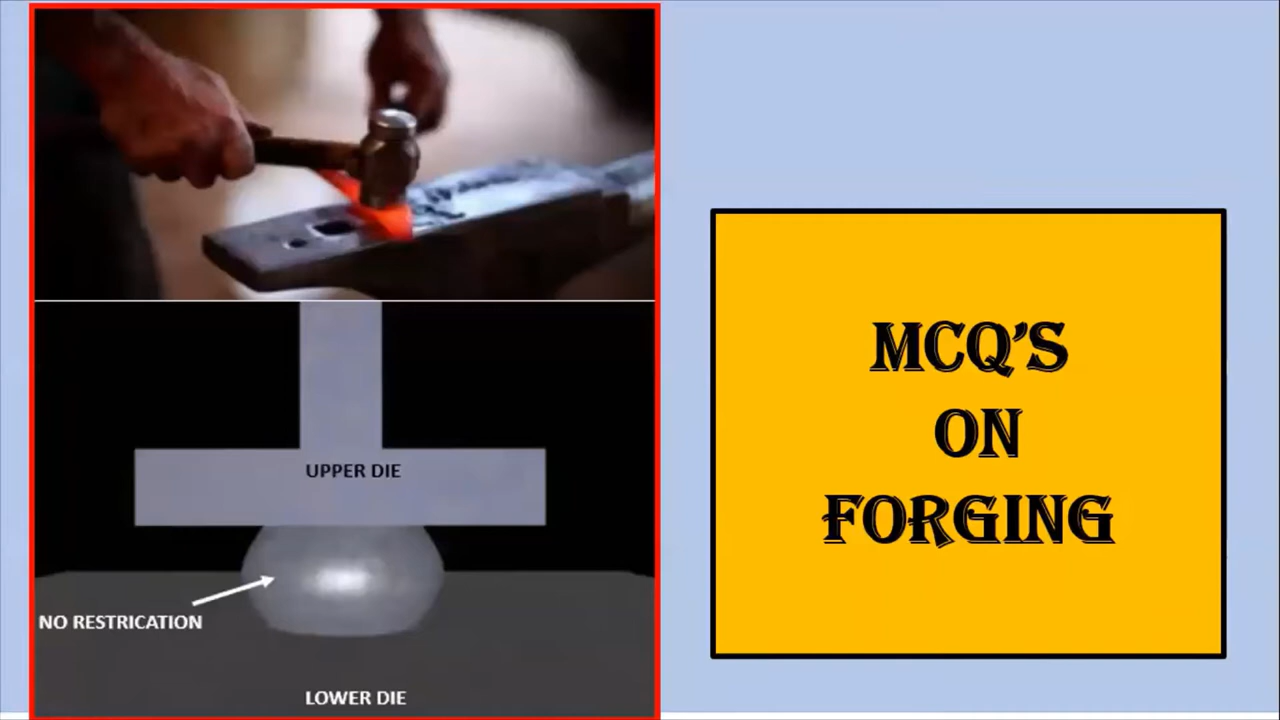 UPPER DIE
NO RESTRICATION
LOWER DIE
MCQ'S
ON
FORGING